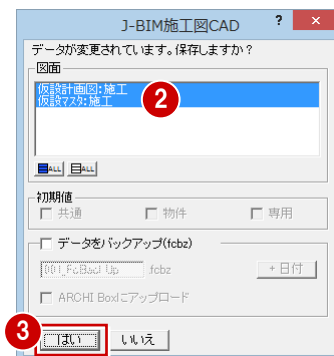 J-BIM施工図CAD ? ×
データが変更されています。保存しますか?
図面
仮設計画図:施工
仮設マスタ:施工
2
ALL ALL
初期値
共通 物件 専用
データをバックアップ(fcbz)
fcbz +日付
ARCHI Boxにアップロード
3
はい いいえ